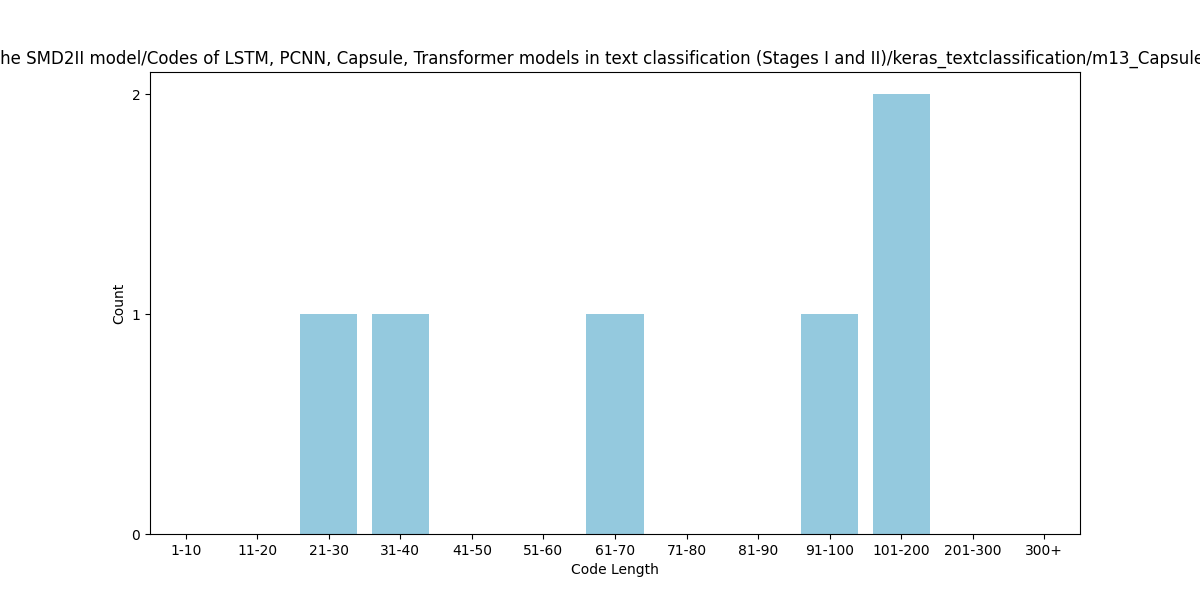 he SMD2II model/Codes of LSTM, PCNN, Capsule, Transformer models in text classification (Stages I and II)/keras_textclassification/m13_Capsule
2
1
0
Count
1-10 11-20 21-30 31-40 41-50 51-60 61-70 71-80 81-90 91-100 101-200 201-300 300+
Code Length